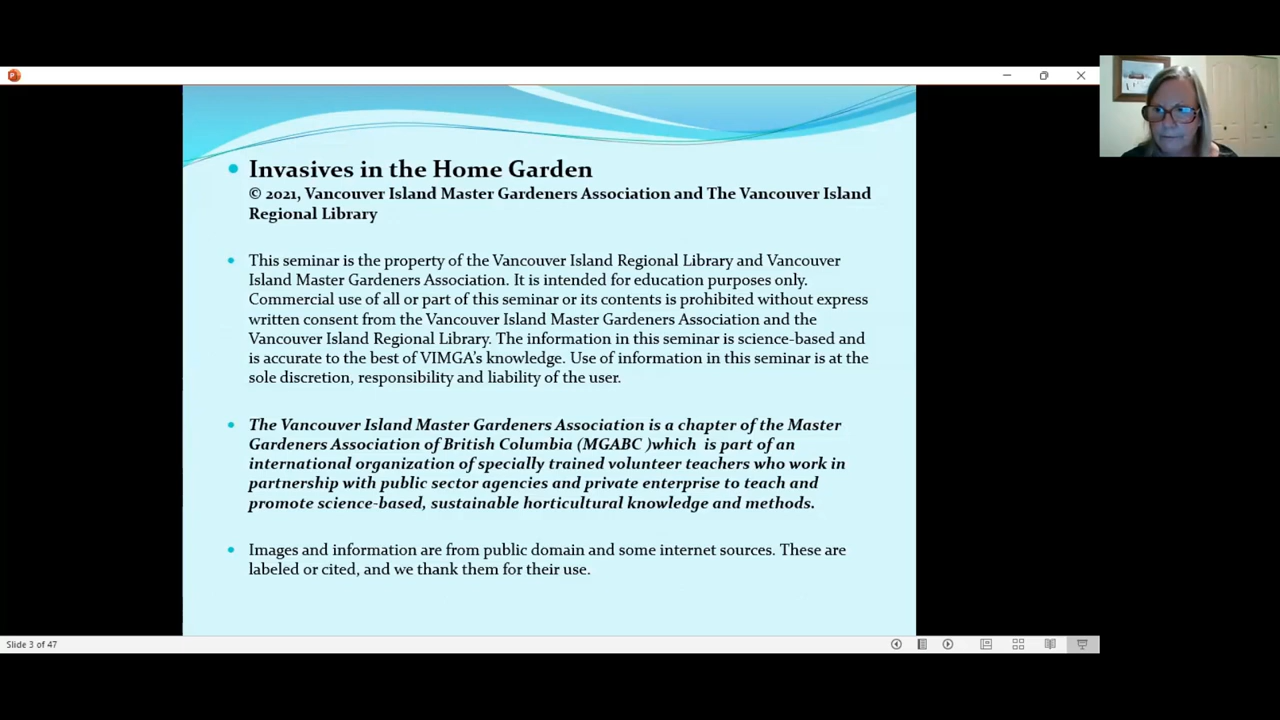 Invasives in the Home Garden
© 2021, Vancouver Island Master Gardeners Association and The Vancouver Island
Regional Library
This seminar is the property of the Vancouver Island Regional Library and Vancouver
Island Master Gardeners Association. It is intended for education purposes only.
Commercial use of all or part of this seminar or its contents is prohibited without express
written consent from the Vancouver Island Master Gardeners Association and the
Vancouver Island Regional Library. The information in this seminar is science-based and
is accurate to the best of VIMGA's knowledge. Use of information in this seminar is at the
sole discretion, responsibility and liability of the user.
The Vancouver Island Master Gardeners Association is a chapter of the Master
Gardeners Association of British Columbia (MGABC )which  is part of an
international organization of specially trained volunteer teachers who work in
partnership with public sector agencies and private enterprise to teach and
promote science-based, sustainable horticultural knowledge and methods.
Images and information are from public domain and some internet sources. These are
labeled or cited, and we thank them for their use.
Slide 3 of 47